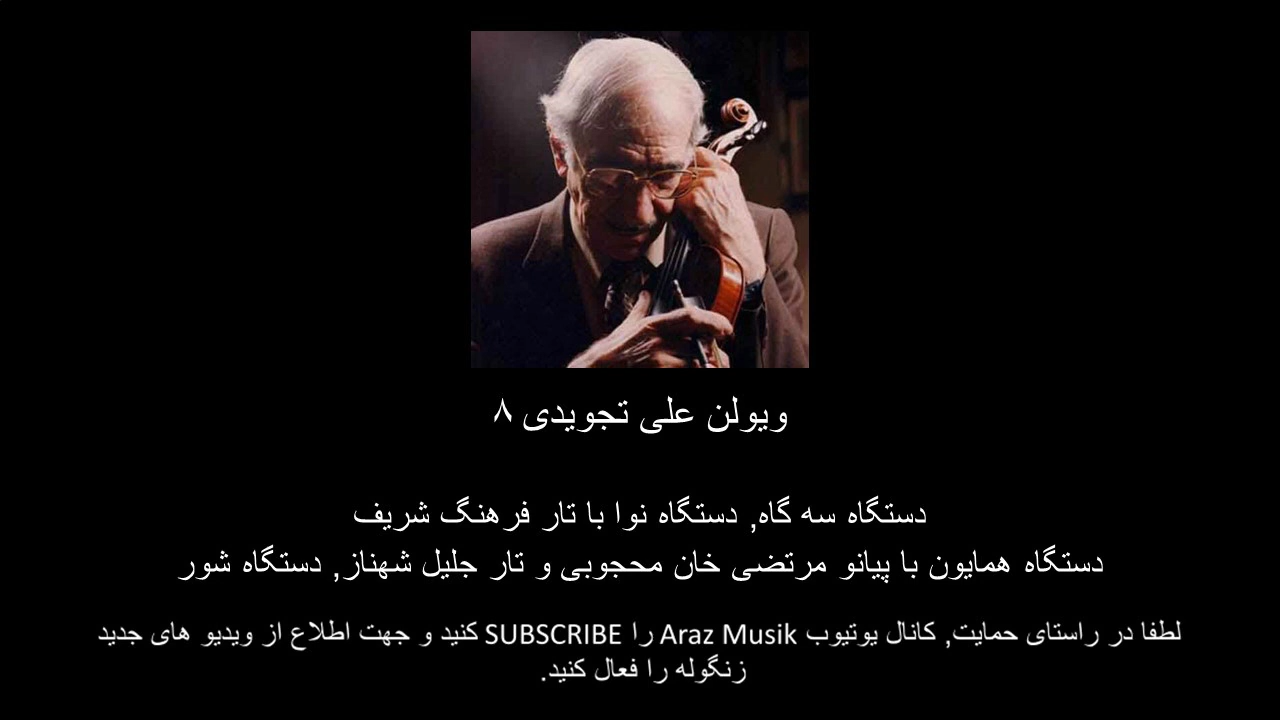 ویولن علی تجویدی ۸
دستگاه سه گاه, دستگاه نوا با تار فرهنگ شریف
دستگاه همایون با پیانو مرتضی خان محجوبی و تار جلیل شهناز, دستگاه شور
لطفا در راستای حمایت, کانال یوتیوب Araz Musik را SUBSCRIBE کنید و جهت اطلاع از ویدیو های جدید
زنگوله را فعال کنید.